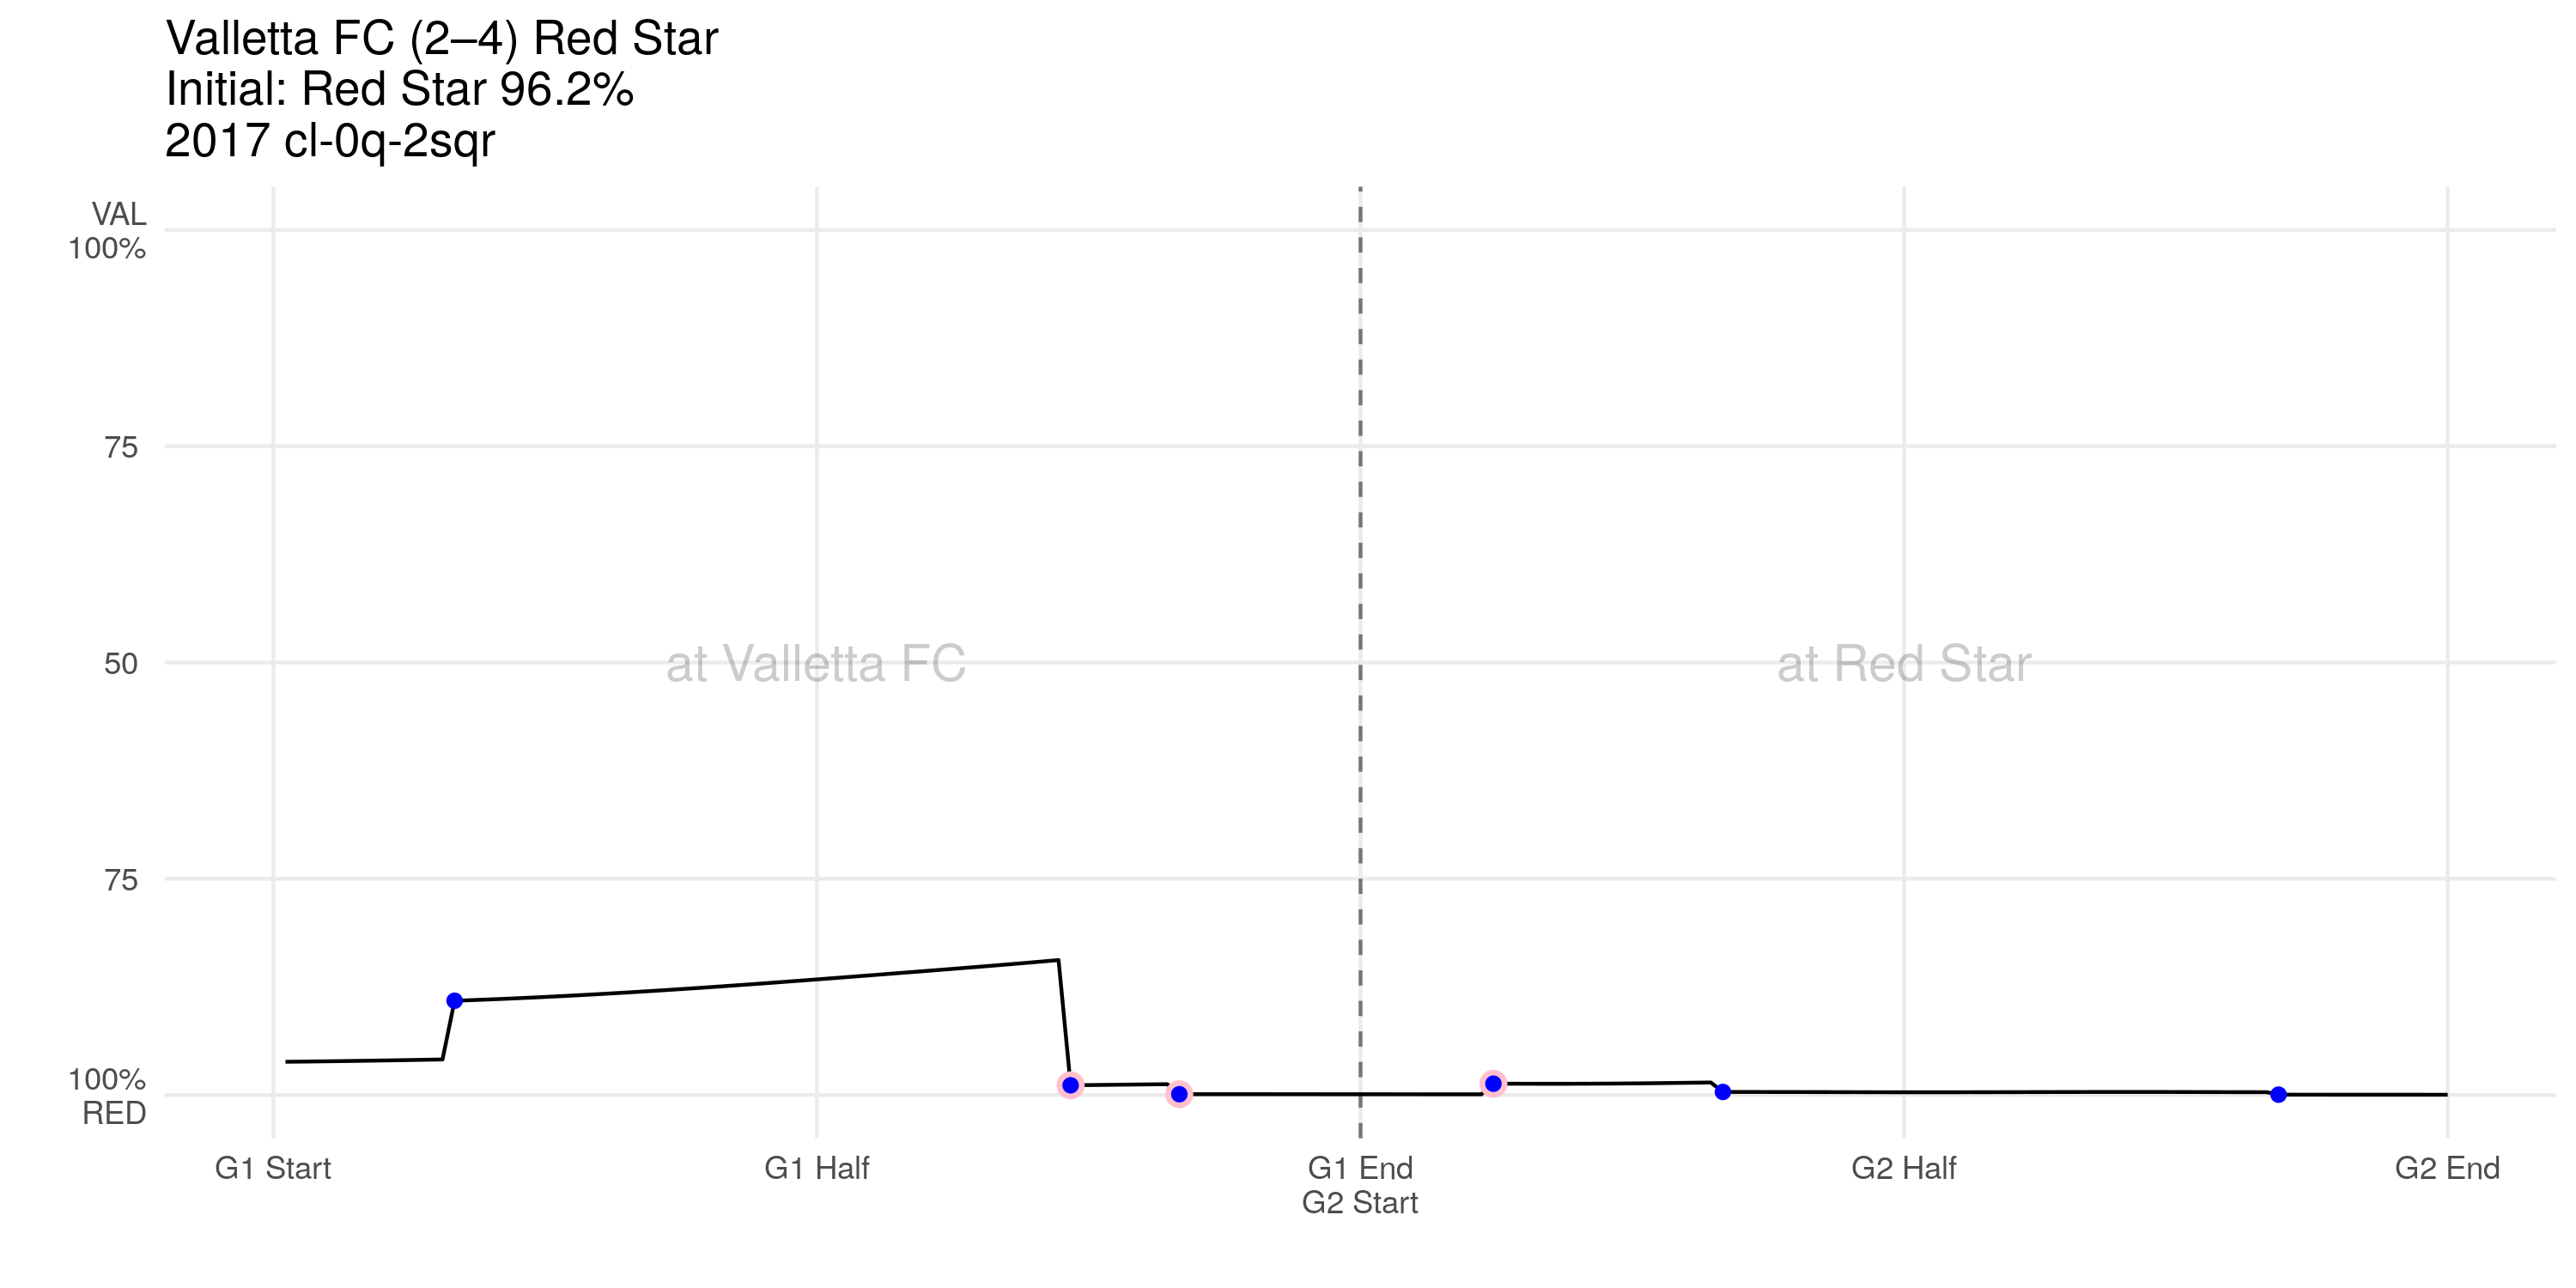 Valletta FC (2–4) Red Star
Initial: Red Star 96.2%
2017 cl-0q-2sqr
VAL
100%
75
50
75
100%
RED
at Valletta FC
at Red Star
G1 Start
G1 Half
G1 End
G2 Start
G2 Half
G2 End